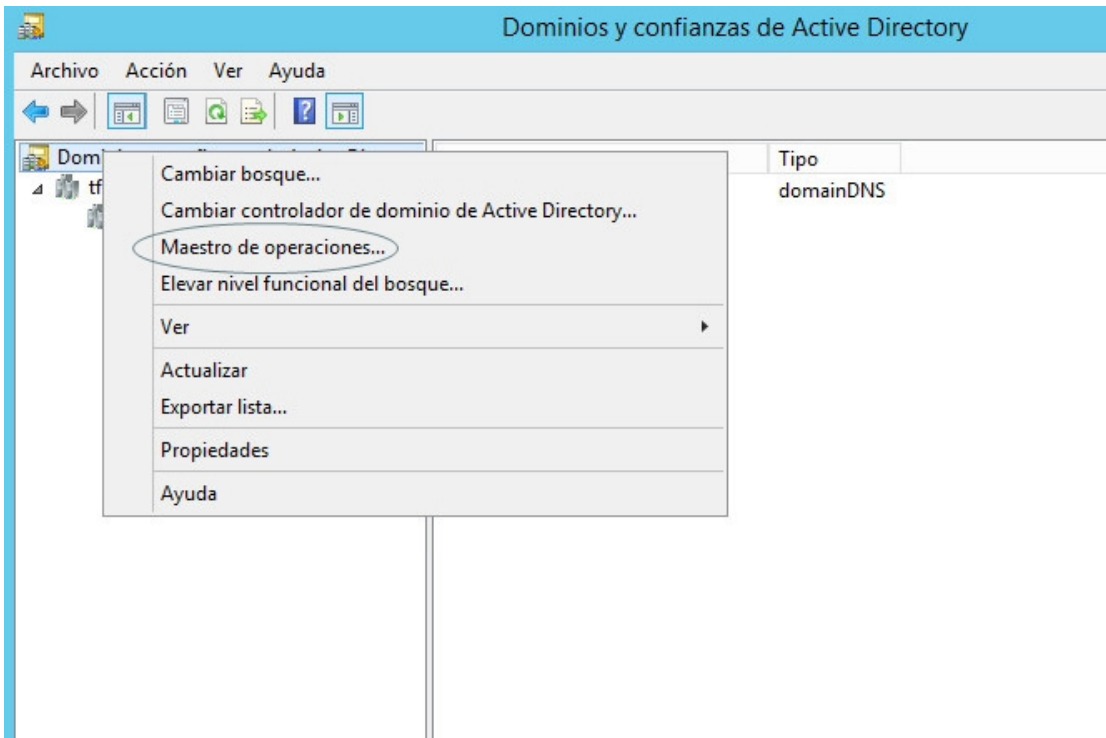 Dominios y confianzas de Active Directory
Archivo Acción Ver Ayuda
Dom
Tipo
tf
domainDNS
Cambiar bosque...
Cambiar controlador de dominio de Active Directory...
Maestro de operaciones...
Elevar nivel funcional del bosque...
Ver
Actualizar
Exportar lista...
Propiedades
Ayuda